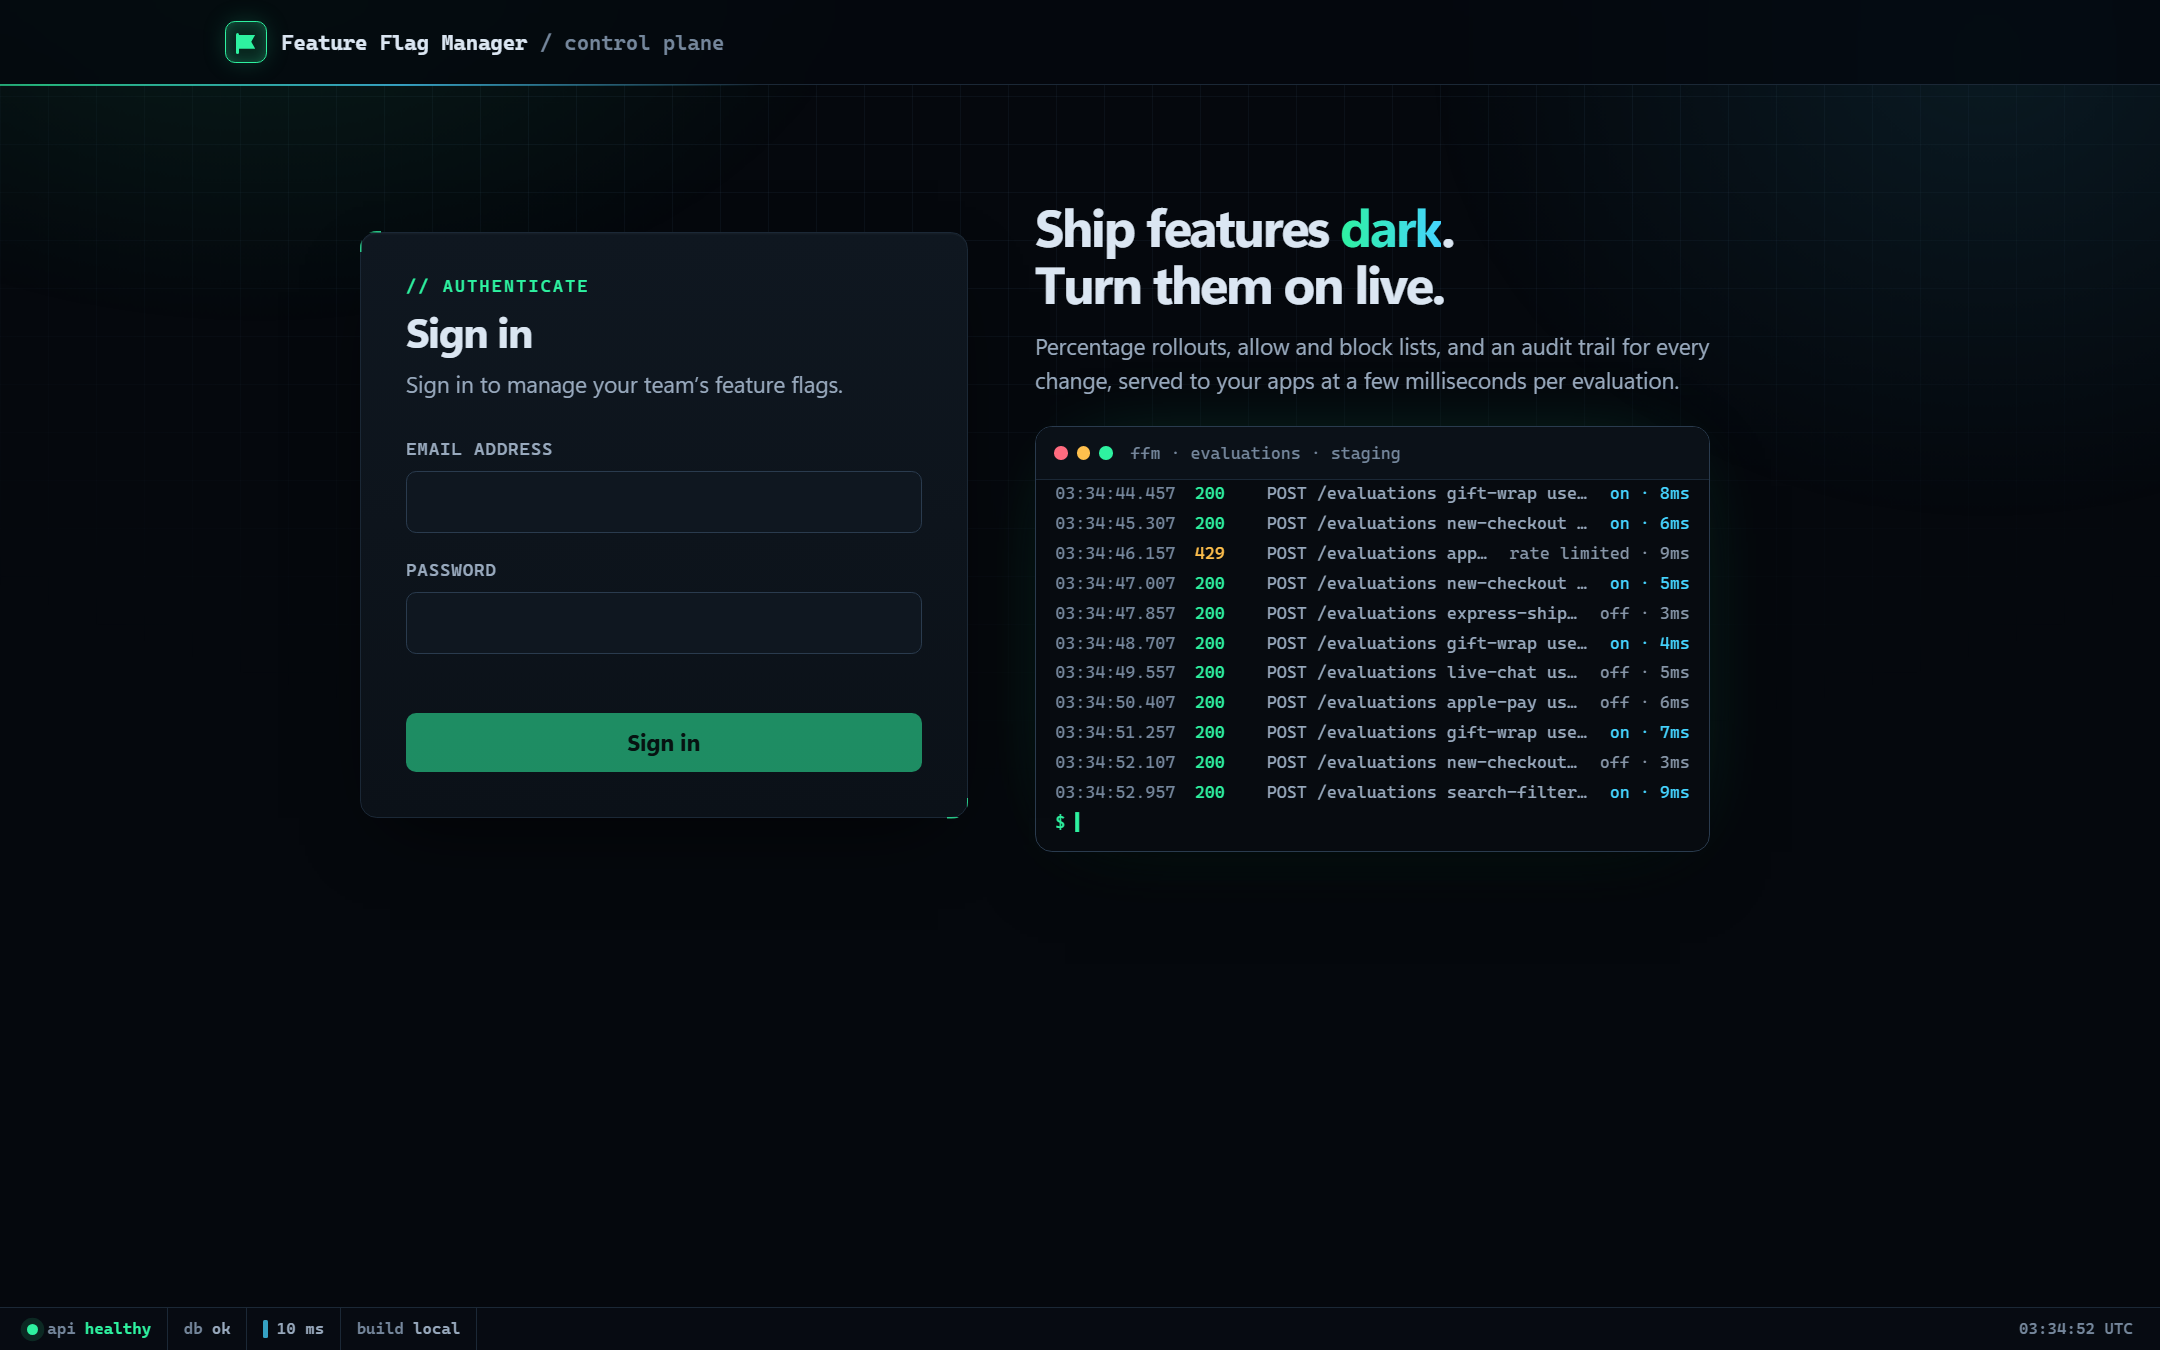 Feature Flag Manager / control plane
// AUTHENTICATE
Sign in
Sign in to manage your team’s feature flags.
EMAIL ADDRESS
PASSWORD
Sign in
Ship features dark.
Turn them on live.
Percentage rollouts, allow and block lists, and an audit trail for every
change, served to your apps at a few milliseconds per evaluation.
ffm · evaluations · staging
03:34:44.457 200 POST /evaluations gift-wrap use… on · 8ms
03:34:45.307 200 POST /evaluations new-checkout … on · 6ms
03:34:46.157 429 POST /evaluations app… rate limited · 9ms
03:34:47.007 200 POST /evaluations new-checkout … on · 5ms
03:34:47.857 200 POST /evaluations express-ship… off · 3ms
03:34:48.707 200 POST /evaluations gift-wrap use… on · 4ms
03:34:49.557 200 POST /evaluations live-chat us… off · 5ms
03:34:50.407 200 POST /evaluations apple-pay us… off · 6ms
03:34:51.257 200 POST /evaluations gift-wrap use… on · 7ms
03:34:52.107 200 POST /evaluations new-checkout… off · 3ms
03:34:52.957 200 POST /evaluations search-filter… on · 9ms
$
api healthy db ok 10 ms build local 03:34:52 UTC